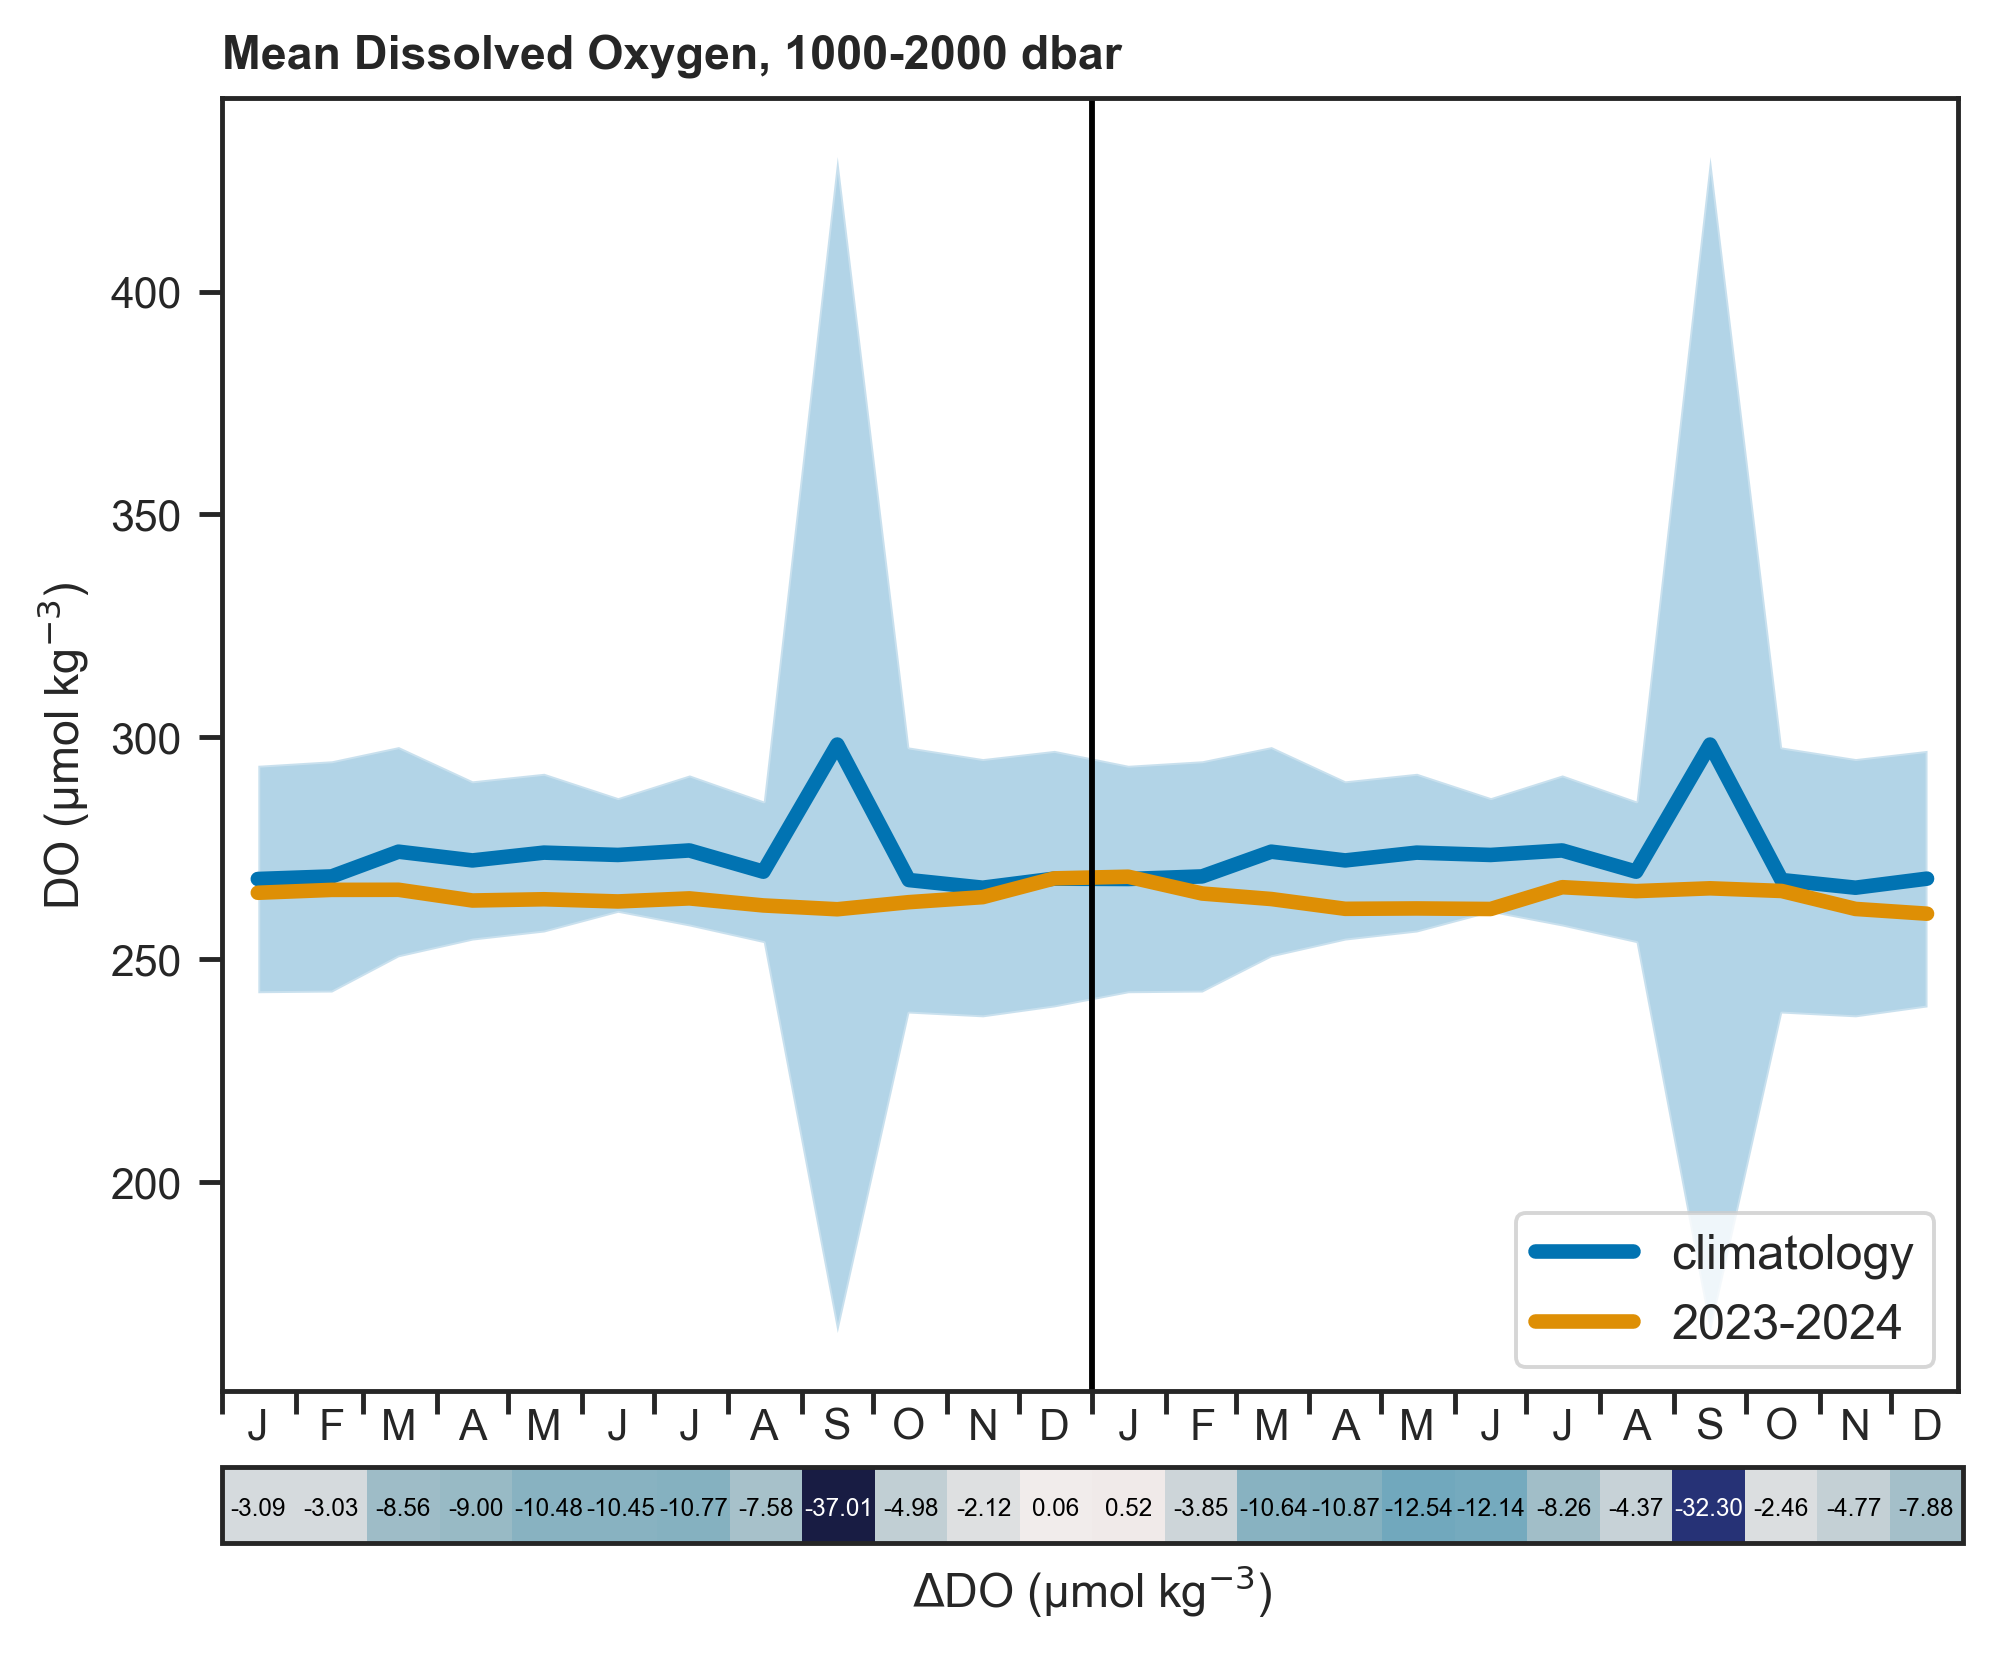 Mean Dissolved Oxygen, 1000-2000 dbar
DO (µmol kg⁻³)
400
350
300
250
200
climatology
2023-2024
J F M A M J J A S O N D J F M A M J J A S O N D
-3.09 -3.03 -8.56 -9.00 -10.48 -10.45 -10.77 -7.58 -37.01 -4.98 -2.12 0.06 0.52 -3.85 -10.64 -10.87 -12.54 -12.14 -8.26 -4.37 -32.30 -2.46 -4.77 -7.88
ΔDO (µmol kg⁻³)